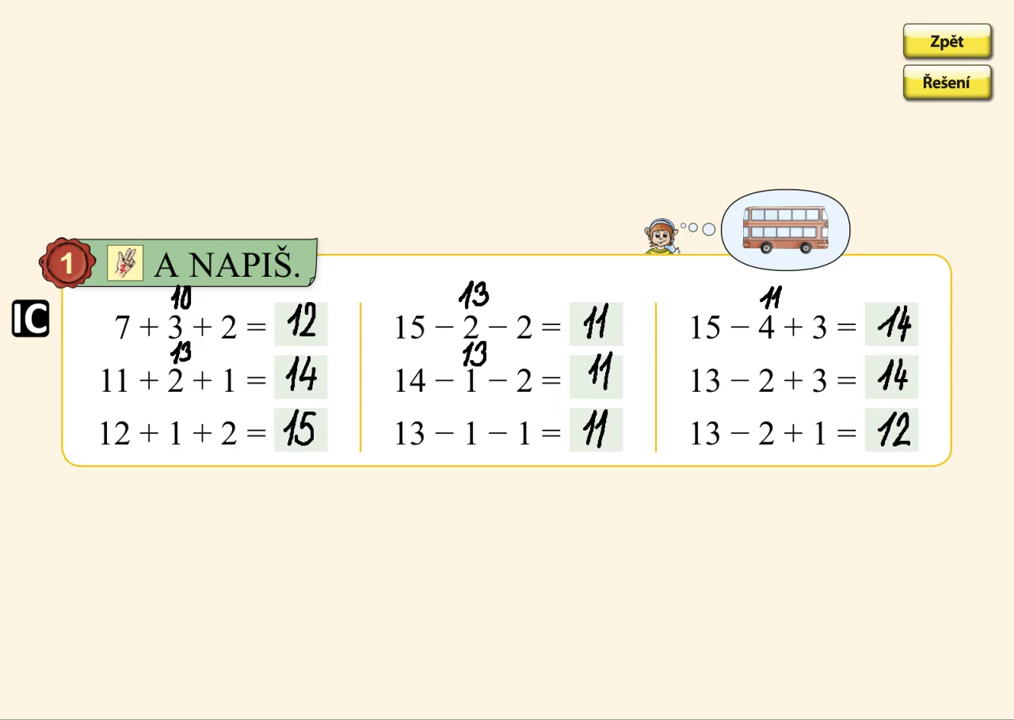 Zpět
Řešení
1 A NAPIŠ.
IC
10 13 11
7 + 3 + 2 = 12 15 − 2 − 2 = 11 15 − 4 + 3 = 14
13 13
11 + 2 + 1 = 14 14 − 1 − 2 = 11 13 − 2 + 3 = 14
12 + 1 + 2 = 15 13 − 1 − 1 = 11 13 − 2 + 1 = 12